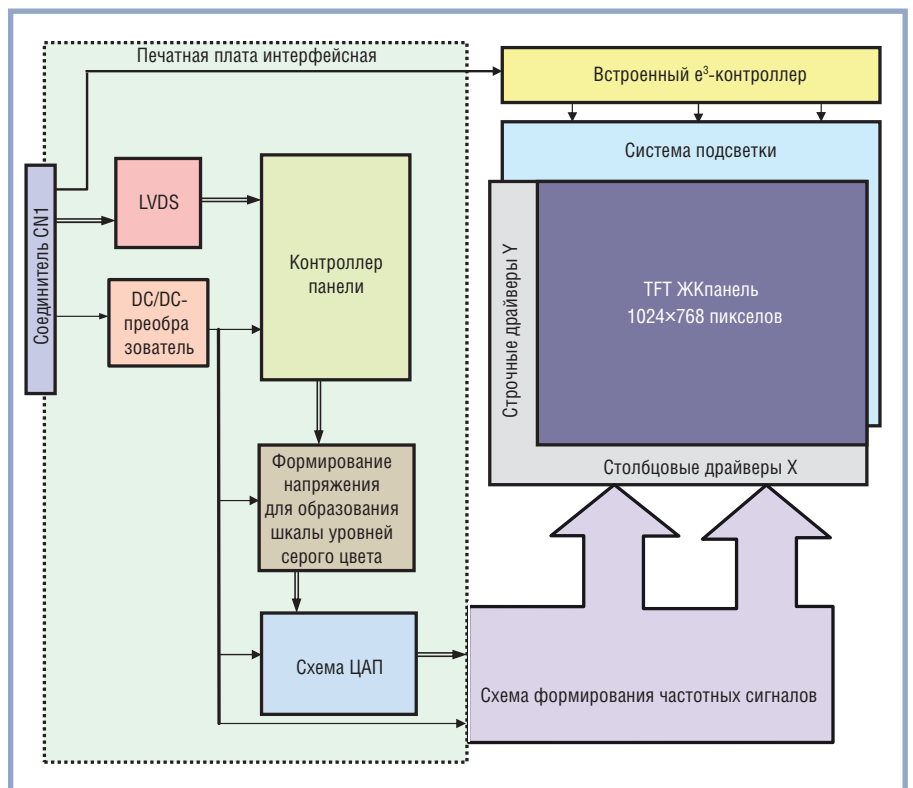 Печатная плата интерфейсная
Встроенный е³-контроллер
Система подсветки
Соединитель CN1
LVDS
Контроллер
панели
DC/DC-
преобра
зователь
Строчные драйверы Y
TFT ЖКпанель
1024×768 пикселов
Столбцовые драйверы X
Формирование
напряжения
для образования
шкалы уровней
серого цвета
Схема ЦАП
Схема формирования частотных сигналов